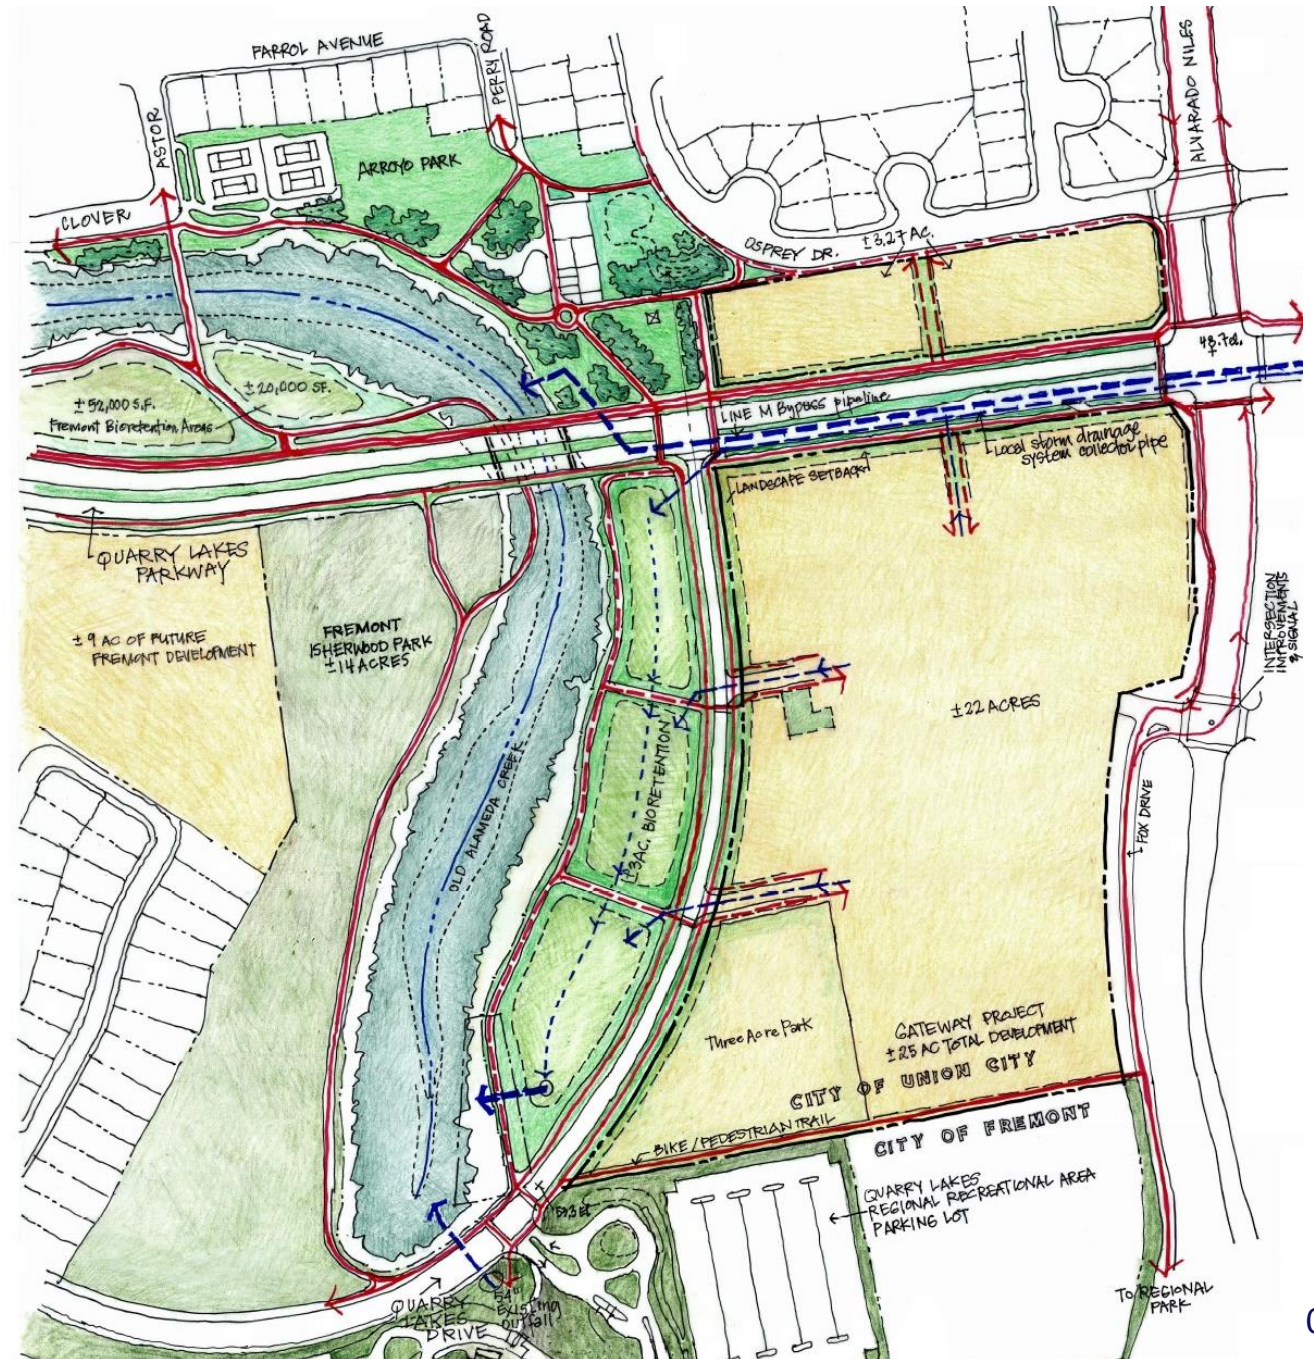 FARROL AVENUE
PERRY ROAD
ALVARADO NILES
ASTOR
ARROYO PARK
CLOVER
OSPREY DR.
±3.27 AC.
43.7 el.
±20,000 SF.
±52,000 S.F.
Fremont Bioretention Areas
LINE M Bypass pipeline
Local storm drainage
system collector pipe
LANDSCAPE SETBACK
QUARRY LAKES
PARKWAY
±9 AC OF FUTURE
FREMONT DEVELOPMENT
FREMONT
ISHERWOOD PARK
±14 ACRES
INTERSECTION
IMPROVEMENTS
& SIGNAL
±22 ACRES
OLD ALAMEDA CREEK
±3 AC. BIORETENTION
FOX DRIVE
Three Acre Park
GATEWAY PROJECT
±25 AC TOTAL DEVELOPMENT
CITY OF UNION CITY
BIKE / PEDESTRIAN TRAIL
CITY OF FREMONT
QUARRY LAKES
REGIONAL RECREATIONAL AREA
PARKING LOT
QUARRY
LAKES
DRIVE
54"
Existing
outfall
TO REGIONAL
PARK